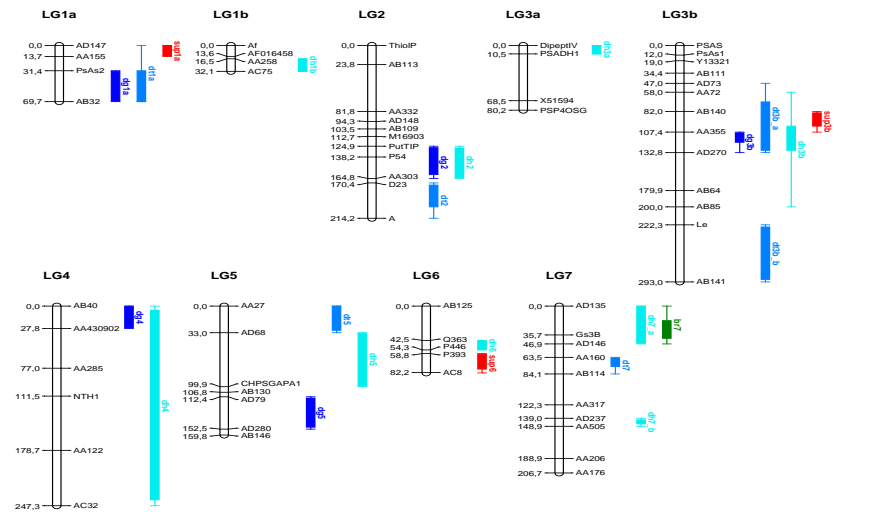 LG1a
0,0 AD147
13,7 AA155
31,4 PsAs2
69,7 AB32
dg1a
dt1a
sup1a
LG1b
0,0 Af
13,6 AF016458
16,5 AA258
32,1 AC75
dh1b
LG2
0,0 ThiolP
23,8 AB113
81,8 AA332
94,3 AD148
103,5 AB109
112,7 M16903
124,9 PutTIP
138,2 P54
164,8 AA303
170,4 D23
214,2 A
dg2
dh2
dt2
LG3a
0,0 DipeptIV
10,5 PSADH1
68,5 X51594
80,2 PSP4OSG
dh3a
LG3b
0,0 PSAS
12,0 PsAs1
19,0 Y13321
34,4 AB111
47,0 AD73
58,0 AA72
82,0 AB140
107,4 AA355
132,8 AD270
179,9 AB64
200,0 AB85
222,3 Le
293,0 AB141
dg3b
dt3b_a
dh3b
sup3b
dt3b_b
LG4
0,0 AB40
27,8 AA430902
77,0 AA285
111,5 NTH1
178,7 AA122
247,3 AC32
dg4
dh4
LG5
0,0 AA27
33,0 AD68
99,9 CHPSGAPA1
106,8 AB130
112,4 AD79
152,5 AD280
159,8 AB146
dg5
dt5
dh5
LG6
0,0 AB125
42,5 Q363
54,3 P446
58,8 P393
82,2 AC8
dh6
sup6
LG7
0,0 AD135
35,7 Gs3B
46,9 AD146
63,5 AA160
84,1 AB114
122,3 AA317
139,0 AD237
148,9 AA505
188,9 AA206
206,7 AA176
dt7
dh7_a
br7
dh7_b